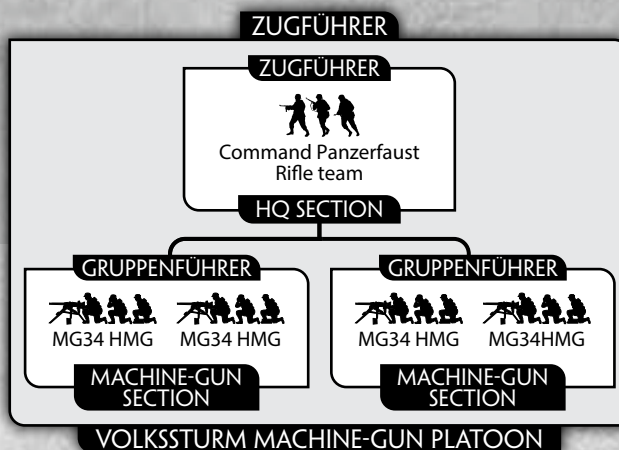 ZUGFÜHRER
ZUGFÜHRER
Command Panzerfaust
Rifle team
HQ SECTION
GRUPPENFÜHRER
MG34 HMG MG34 HMG
MACHINE-GUN
SECTION
GRUPPENFÜHRER
MG34 HMG MG34HMG
MACHINE-GUN
SECTION
VOLKSSTURM MACHINE-GUN PLATOON